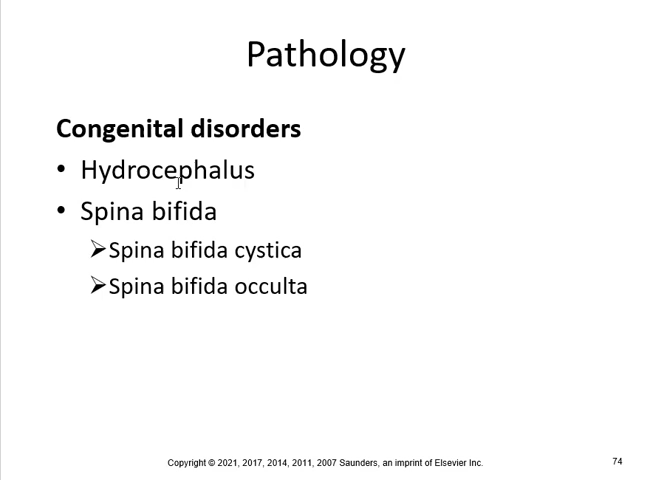 Pathology
Congenital disorders
• Hydrocephalus
• Spina bifida
➢Spina bifida cystica
➢Spina bifida occulta
Copyright © 2021, 2017, 2014, 2011, 2007 Saunders, an imprint of Elsevier Inc.
74